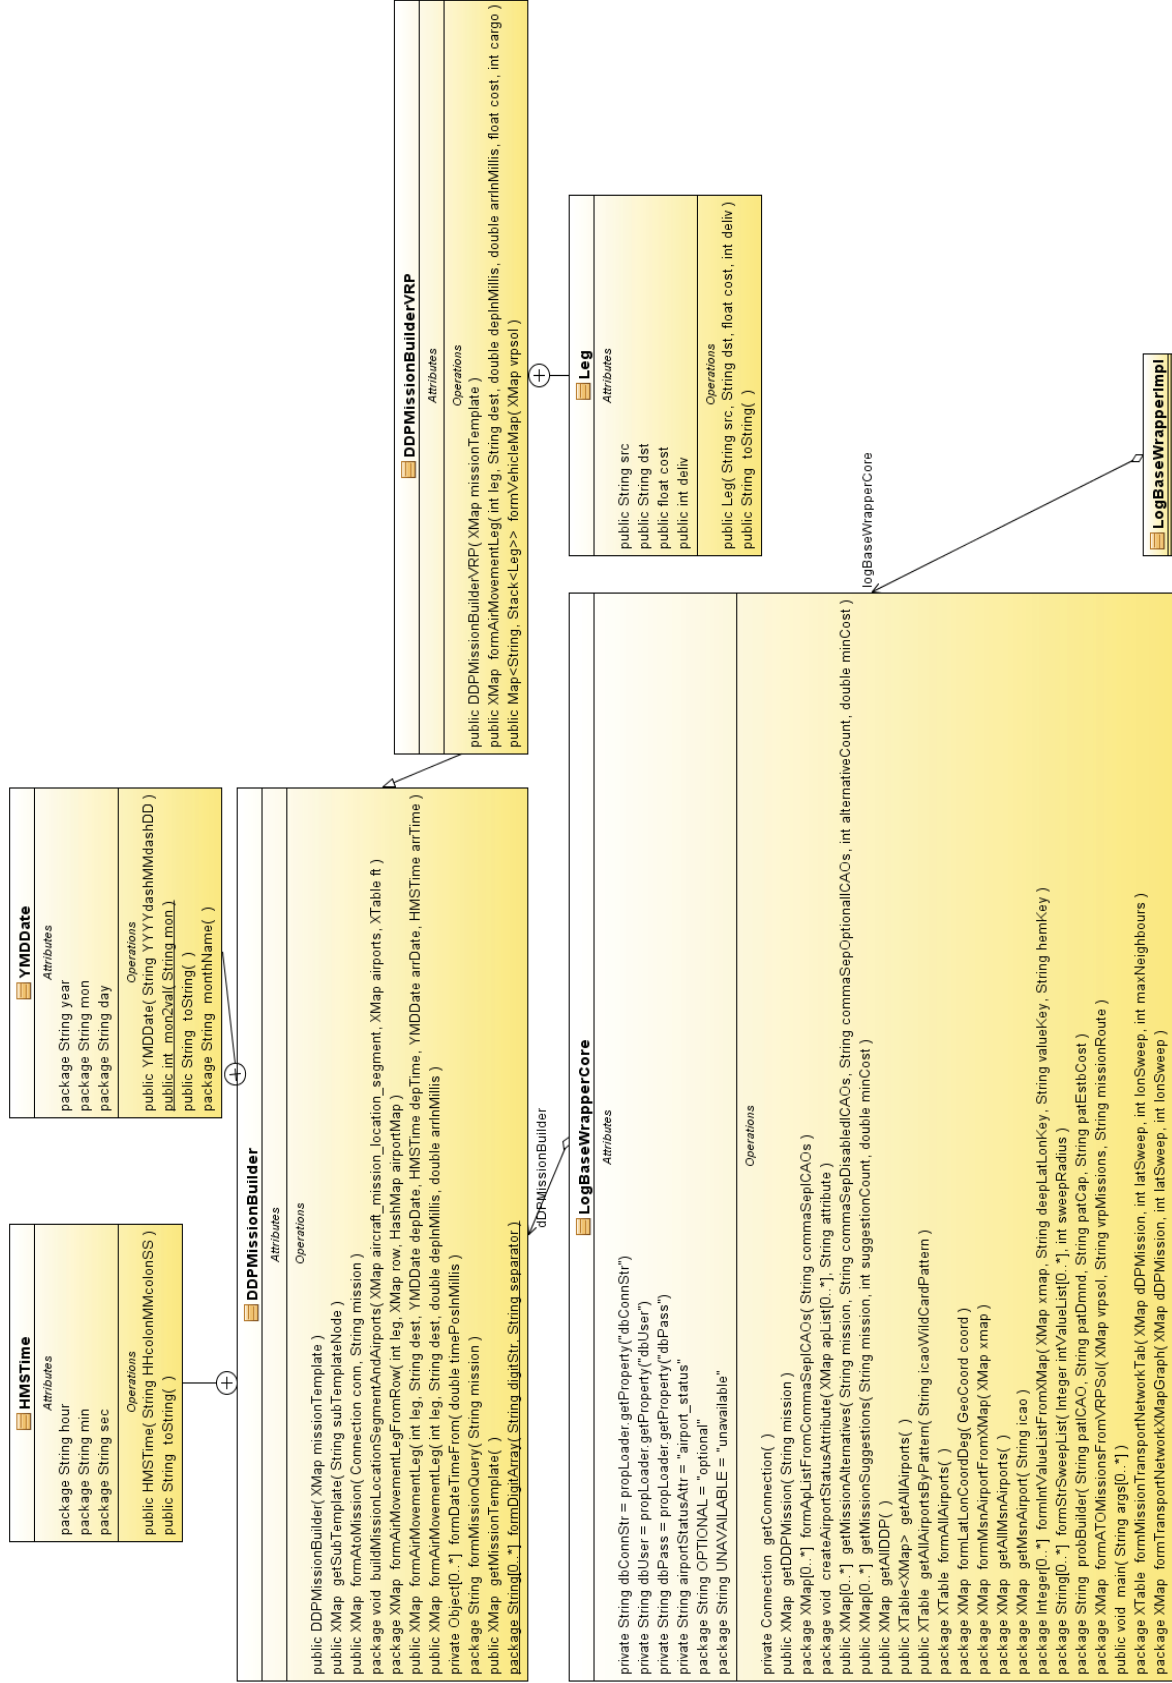 HMSTime
Attributes
package String hour
package String min
package String sec
Operations
public HMSTime( String HHcolonMMcolonSS )
public String toString( )
YMDDate
Attributes
package String year
package String mon
package String day
Operations
public YMDDate( String YYYYdashMMdashDD )
public int mon2val( String mon )
public String toString( )
package String monthName( )
DDPMissionBuilder
Attributes
Operations
public DDPMissionBuilder( XMap missionTemplate )
public XMap getSubTemplate( String subTemplateNode )
public XMap formAtoMission( Connection conn, String mission )
package void buildMissionLocationSegmentAndAirports( XMap aircraft_mission_location_segment, XMap airports, XTable ft )
package XMap formAirMovementLegFromRow( int leg, XMap row, HashMap airportMap )
public XMap formAirMovementLeg( int leg, String dest, YMDDate depDate, HMSTime depTime, YMDDate arrDate, HMSTime arrTime )
public XMap formAirMovementLeg( int leg, String dest, double depInMillis, double arrInMillis )
private Object[0..*] formDateTimeFrom( double timePosInMillis )
package String formMissionQuery( String mission )
public XMap getMissionTemplate( )
package String[0..*] formDigitArray( String digitStr, String separator )
DDPMissionBuilderVRP
Attributes
Operations
public DDPMissionBuilderVRP( XMap missionTemplate )
public XMap formAirMovementLeg( int leg, String dest, double depInMillis, double arrInMillis, float cost, int cargo )
public Map<String, Stack<Leg>> formVehicleMap( XMap vrpsol )
dDPMissionBuilder
LogBaseWrapperCore
Attributes
private String dbConnStr = propLoader.getProperty("dbConnStr")
private String dbUser = propLoader.getProperty("dbUser")
private String dbPass = propLoader.getProperty("dbPass")
private String airportStatusAttr = "airport_status"
package String OPTIONAL = "optional"
package String UNAVAILABLE = "unavailable"
Operations
private Connection getConnection( )
public XMap getDDPMission( String mission )
package XMap[0..*] formApListFromCommaSepICAOs( String commaSepICAOs )
package void createAirportStatusAttribute( XMap apList[0..*], String attribute )
public XMap[0..*] getMissionAlternatives( String mission, String commaSepDisabledICAOs, String commaSepOptionalICAOs, int alternativeCount, double minCost )
public XMap[0..*] getMissionSuggestions( String mission, int suggestionCount, double minCost )
public XMap getAllDDP( )
public XTable<XMap> getAllAirports( )
public XTable getAllAirportsByPattern( String icaoWildCardPattern )
package XTable formAllAirports( )
package XMap formLatLonCoordDeg( GeoCoord coord )
package XMap formMsnAirportFromXMap( XMap xmap )
package XMap getAllMsnAirports( )
package XMap getMsnAirport( String icao )
package Integer[0..*] formIntValueListFromXMap( XMap xmap, String deepLatLonKey, String valueKey, String hemKey )
package String[0..*] formStrSweepList( Integer intValueList[0..*], int sweepRadius )
package String probBuilder( String patICAO, String patDmnd, String patCap, String patEstbCost )
package XMap formATOMissionsFromVRPSol( XMap vrpsol, String vrpMissions, String missionRoute )
public void main( String args[0..*] )
package XTable formMissionTransportNetworkTab( XMap dDPMission, int latSweep, int lonSweep, int maxNeighbours )
package XMap formTransportNetworkXMapGraph( XMap dDPMission, int latSweep, int lonSweep )
Leg
Attributes
public String src
public String dst
public float cost
public int deliv
Operations
public Leg( String src, String dst, float cost, int deliv )
public String toString( )
logBaseWrapperCore
LogBaseWrapperImpl